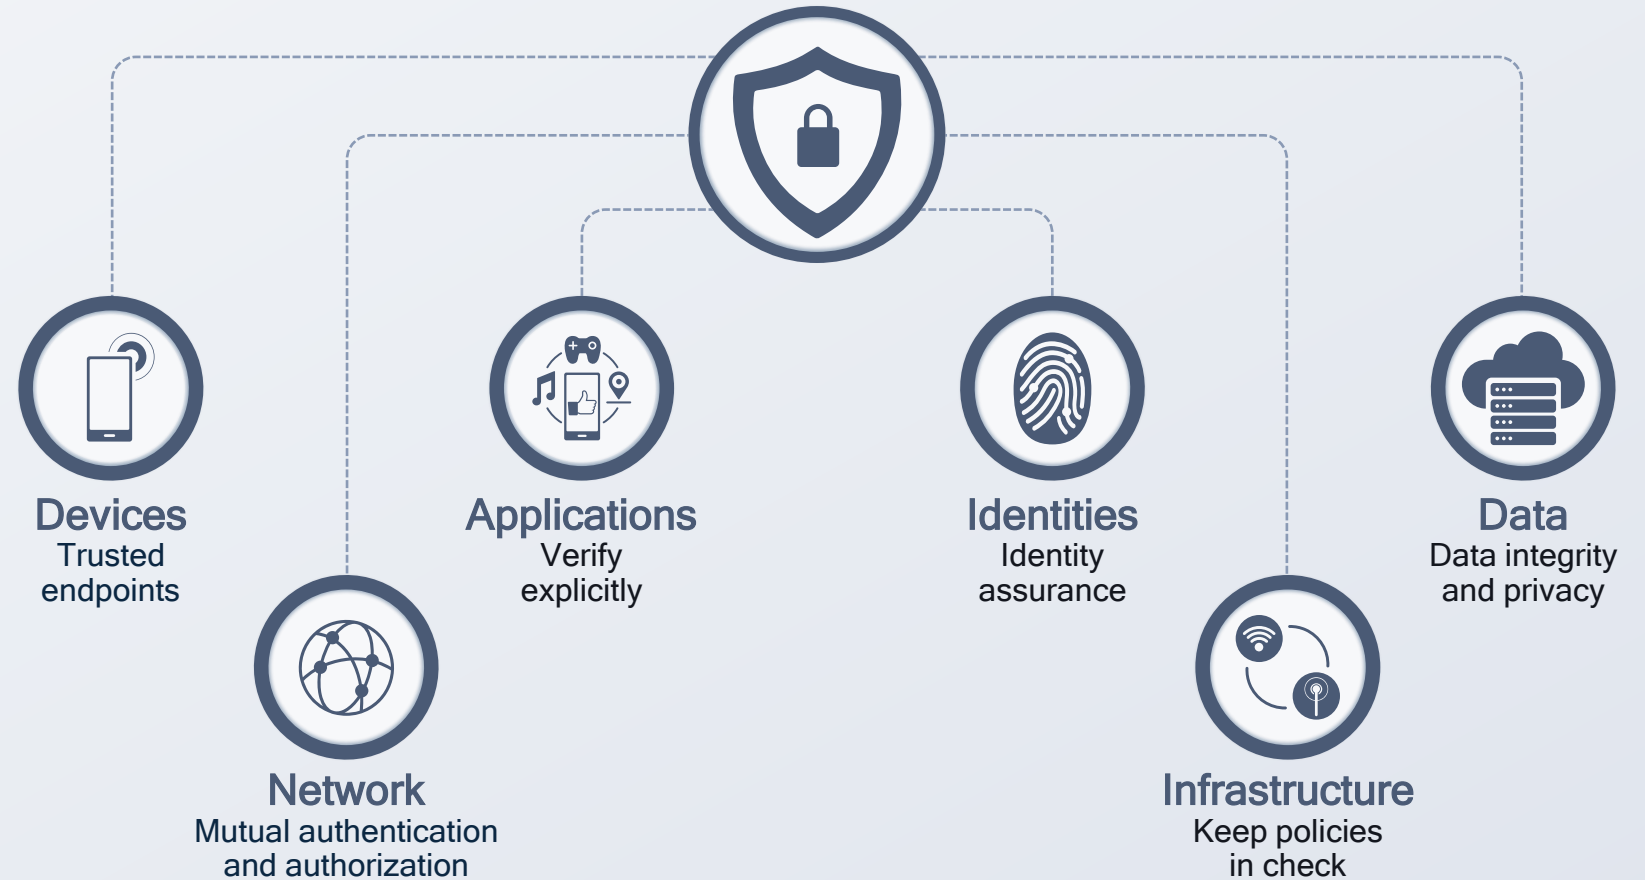 Devices
Trusted
endpoints
Applications
Verify
explicitly
Identities
Identity
assurance
Data
Data integrity
and privacy
Network
Mutual authentication
and authorization
Infrastructure
Keep policies
in check